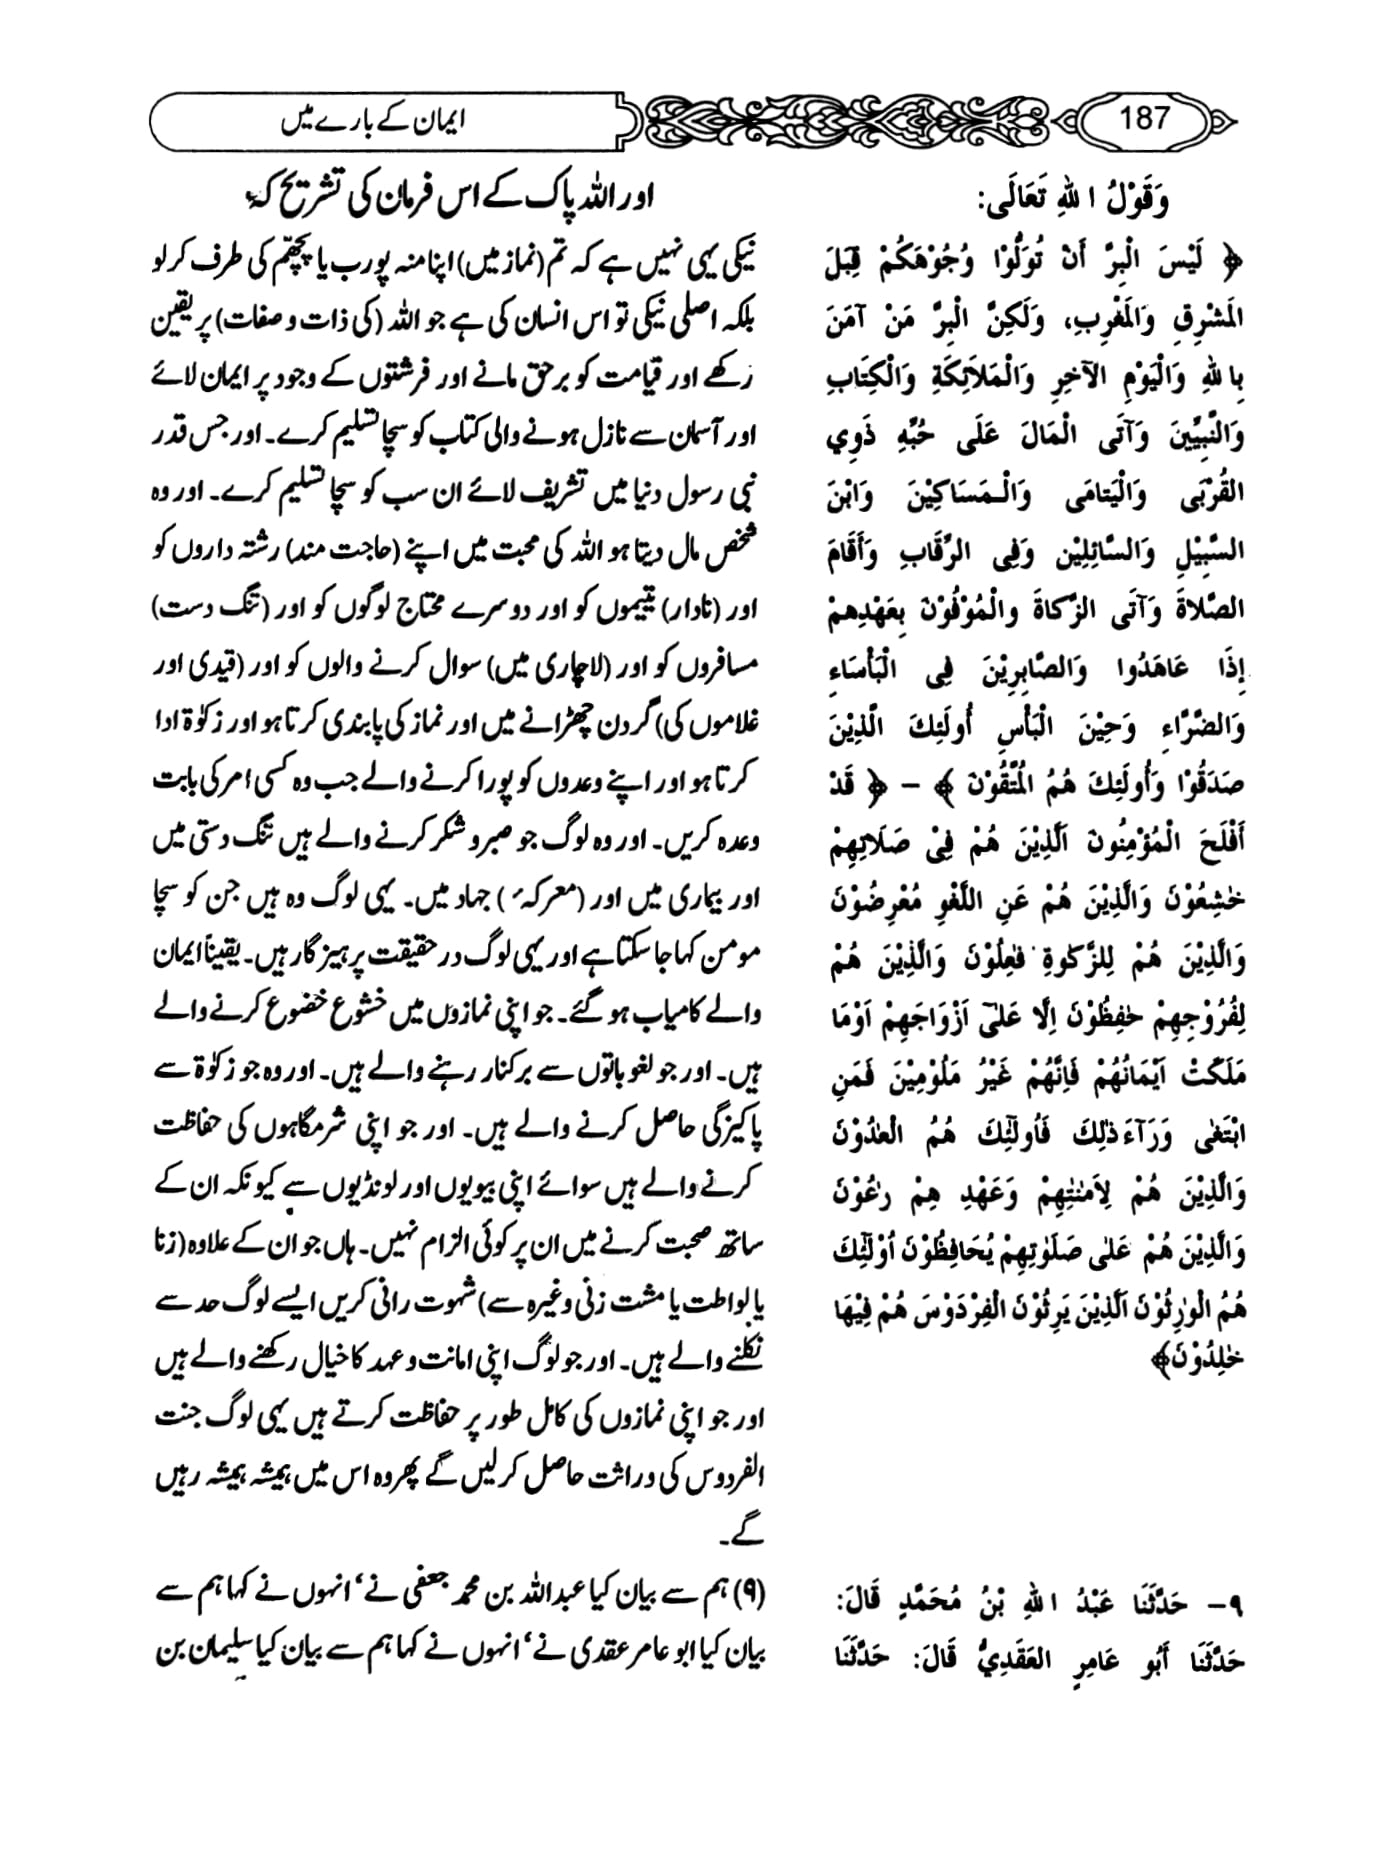 187
ایمان کے بارے میں
وَقَوْلُ اللهِ تَعَالَى:
﴿ لَيْسَ الْبِرَّ أَنْ تُوَلُّوْا وُجُوْهَكُمْ قِبَلَ
المَشْرِقِ وَالمَغْرِبِ، وَلَكِنَّ الْبِرَّ مَنْ آمَنَ
بِاللهِ وَالْيَوْمِ الآخِرِ وَالْمَلاَئِكَةِ وَالْكِتَابِ
وَالنَّبِيِّينَ وَآتَى الْمَالَ عَلَى حُبِّهِ ذَوِي
القُرْبَى وَالْيَتَامَى وَالْمَسَاكِيْنَ وَابْنَ
السَّبِيْلِ وَالسَّائِلِيْن وَفِى الرِّقَابِ وَأَقَامَ
الصَّلاَةَ وَآتَى الزَّكَاةَ والْمُوْفُوْنَ بِعَهْدِهِمْ
إِذَا عَاهَدُوا وَالصَّابِرِيْنَ فِى الْبَأْسَاءِ
وَالضَّرَّاءِ وَحِيْنَ الْبَأْسِ أُولَئِكَ الَّذِيْنَ
صَدَقُوْا وَأُولَئِكَ هُمُ المُتَّقُوْنَ ﴾ – ﴿ قَدْ
أَفْلَحَ الْمُؤْمِنُونَ اَلَّذِيْنَ هُمْ فِيْ صَلَاتِهِمْ
خٰشِعُوْنَ وَالَّذِيْنَ هُمْ عَنِ اللَّغْوِ مُعْرِضُوْنَ
وَالَّذِيْنَ هُمْ لِلزَّكٰوةِ فٰعِلُوْنَ وَالَّذِيْنَ هُمْ
لِفُرُوْجِهِمْ حٰفِظُوْنَ اِلَّا عَلىٓ اَزْوَاجِهِمْ اَوْمَا
مَلَكَتْ اَيْمَانُهُمْ فَاِنَّهُمْ غَيْرُ مَلُوْمِيْنَ فَمَنِ
ابْتَغٰى وَرَآءَ ذٰلِكَ فَاُولٰٓئِكَ هُمُ الْعٰدُوْنَ
وَالَّذِيْنَ هُمْ لِاَمٰنٰتِهِمْ وَعَهْدِ هِمْ رٰعُوْنَ
وَالَّذِيْنَ هُمْ عَلٰى صَلَوٰتِهِمْ يُحَافِظُوْنَ اُوْلٰٓئِكَ
هُمُ الْوٰرِثُوْنَ اَلَّذِيْنَ يَرِثُوْنَ الْفِرْدَوْسَ هُمْ فِيْهَا
خٰلِدُوْنَ﴾
٩– حَدَّثَنَا عَبْدُ اللهِ بْنُ مُحَمَّدٍ قَالَ:
حَدَّثَنَا أَبُو عَامِرٍ العَقَدِيُّ قَالَ: حَدَّثَنَا
اور اللہ پاک کے اس فرمان کی تشریح کہ
نیکی یہی نہیں ہے کہ تم (نماز میں) اپنا منہ پورب یا پچھم کی طرف کر لو
بلکہ اصلی نیکی تو اس انسان کی ہے جو اللہ (کی ذات و صفات) پر یقین
رکھے اور قیامت کو برحق مانے اور فرشتوں کے وجود پر ایمان لائے
اور آسمان سے نازل ہونے والی کتاب کو سچا تسلیم کرے۔ اور جس قدر
نبی رسول دنیا میں تشریف لائے ان سب کو سچا تسلیم کرے۔ اور وہ
شخص مال دیتا ہو اللہ کی محبت میں اپنے (حاجت مند) رشتہ داروں کو
اور (نادار) یتیموں کو اور دوسرے محتاج لوگوں کو اور (تنگ دست)
مسافروں کو اور (لاچاری میں) سوال کرنے والوں کو اور (قیدی اور
غلاموں کی) گردن چھڑانے میں اور نماز کی پابندی کرتا ہو اور زکوٰۃ ادا
کرتا ہو اور اپنے وعدوں کو پورا کرنے والے جب وہ کسی امر کی بابت
وعدہ کریں۔ اور وہ لوگ جو صبر و شکر کرنے والے ہیں تنگ دستی میں
اور بیماری میں اور (معرکہء ) جہاد میں۔ یہی لوگ وہ ہیں جن کو سچا
مومن کہا جا سکتا ہے اور یہی لوگ در حقیقت پرہیز گار ہیں۔ یقیناً ایمان
والے کامیاب ہو گئے۔ جو اپنی نمازوں میں خشوع خضوع کرنے والے
ہیں۔ اور جو لغو باتوں سے برکنار رہنے والے ہیں۔ اور وہ جو زکوٰۃ سے
پاکیزگی حاصل کرنے والے ہیں۔ اور جو اپنی شرمگاہوں کی حفاظت
کرنے والے ہیں سوائے اپنی بیویوں اور لونڈیوں سے کیونکہ ان کے
ساتھ صحبت کرنے میں ان پر کوئی الزام نہیں۔ ہاں جو ان کے علاوہ (زنا
یا لواطت یا مشت زنی وغیرہ سے) شہوت رانی کریں ایسے لوگ حد سے
نکلنے والے ہیں۔ اور جو لوگ اپنی امانت و عہد کا خیال رکھنے والے ہیں
اور جو اپنی نمازوں کی کامل طور پر حفاظت کرتے ہیں یہی لوگ جنت
الفردوس کی وراثت حاصل کر لیں گے پھر وہ اس میں ہمیشہ ہمیشہ رہیں
گے۔
(۹) ہم سے بیان کیا عبداللہ بن محمد جعفی نے‘ انہوں نے کہا ہم سے
بیان کیا ابو عامر عقدی نے‘ انہوں نے کہا ہم سے بیان کیا سلیمان بن